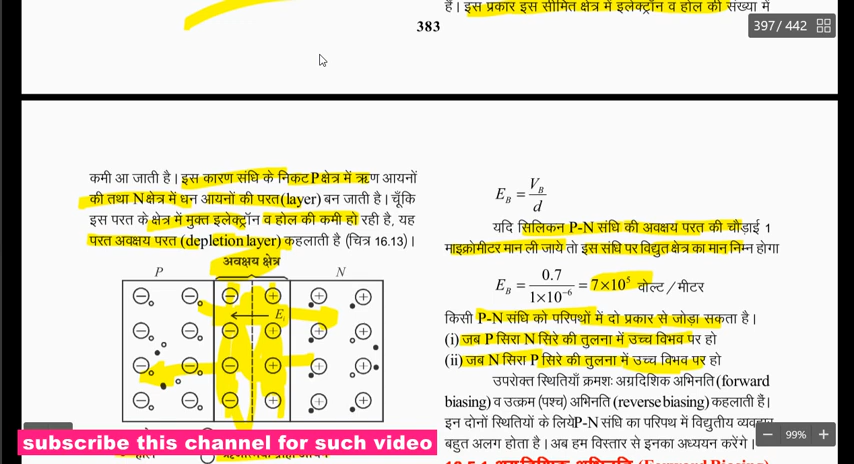 हैं। इस प्रकार इस सीमित क्षेत्र में इलेक्ट्रॉन व होल की संख्या में
383
397 / 442
कमी आ जाती है। इस कारण संधि के निकट P क्षेत्र में ऋण आयनों
की तथा N क्षेत्र में धन आयनों की परत (layer) बन जाती है। चूँकि
इस परत के क्षेत्र में मुक्त इलेक्ट्रॉन व होल की कमी हो रही है, यह
परत अवक्षय परत (depletion layer) कहलाती है (चित्र 16.13)।
अवक्षय क्षेत्र
P N
E_i
E_B = V_B / d
यदि सिलिकन P-N संधि की अवक्षय परत की चौड़ाई 1
माइक्रोमीटर मान ली जाये तो इस संधि पर विद्युत क्षेत्र का मान निम्न होगा
E_B = 0.7 / 1×10⁻⁶ = 7×10⁵ वोल्ट / मीटर
किसी P-N संधि को परिपथों में दो प्रकार से जोड़ा सकता है।
(i) जब P सिरा N सिरे की तुलना में उच्च विभव पर हो
(ii) जब N सिरा P सिरे की तुलना में उच्च विभव पर हो
उपरोक्त स्थितियाँ क्रमशः अग्रदिशिक अभिनति (forward
biasing) व उत्क्रम (पश्च) अभिनति (reverse biasing) कहलाती हैं।
इन दोनों स्थितियों के लिये P-N संधि का परिपथ में विद्युतीय
बहुत अलग होता है। अब हम विस्तार से इनका अध्ययन करेंगे।
99%
subscribe this channel for such video